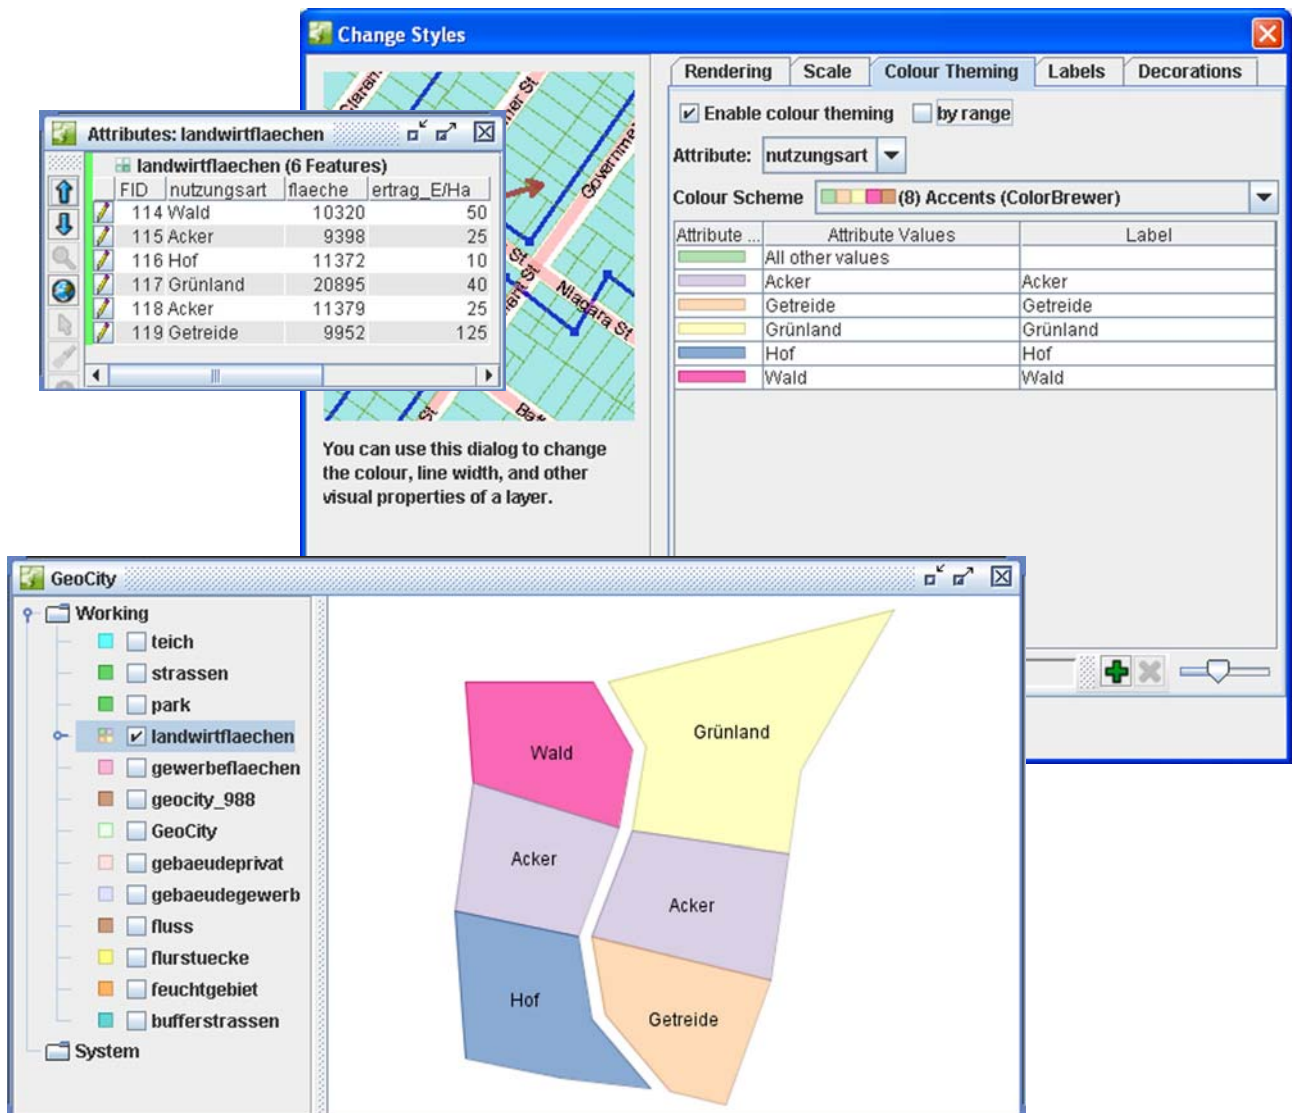 Change Styles
Rendering Scale Colour Theming Labels Decorations
Enable colour theming by range
Attribute: nutzungsart
Colour Scheme (8) Accents (ColorBrewer)
Attribute ... Attribute Values Label
All other values
Acker Acker
Getreide Getreide
Grünland Grünland
Hof Hof
Wald Wald
Niagara St
St
St
You can use this dialog to change
the colour, line width, and other
visual properties of a layer.
Attributes: landwirtflaechen
landwirtflaechen (6 Features)
FID nutzungsart flaeche ertrag_E/Ha
114 Wald 10320 50
115 Acker 9398 25
116 Hof 11372 10
117 Grünland 20895 40
118 Acker 11379 25
119 Getreide 9952 125
GeoCity
Working
teich
strassen
park
landwirtflaechen
gewerbeflaechen
geocity_988
GeoCity
gebaeudeprivat
gebaeudegewerb
fluss
flurstuecke
feuchtgebiet
bufferstrassen
System
Grünland
Wald
Acker
Acker
Hof
Getreide